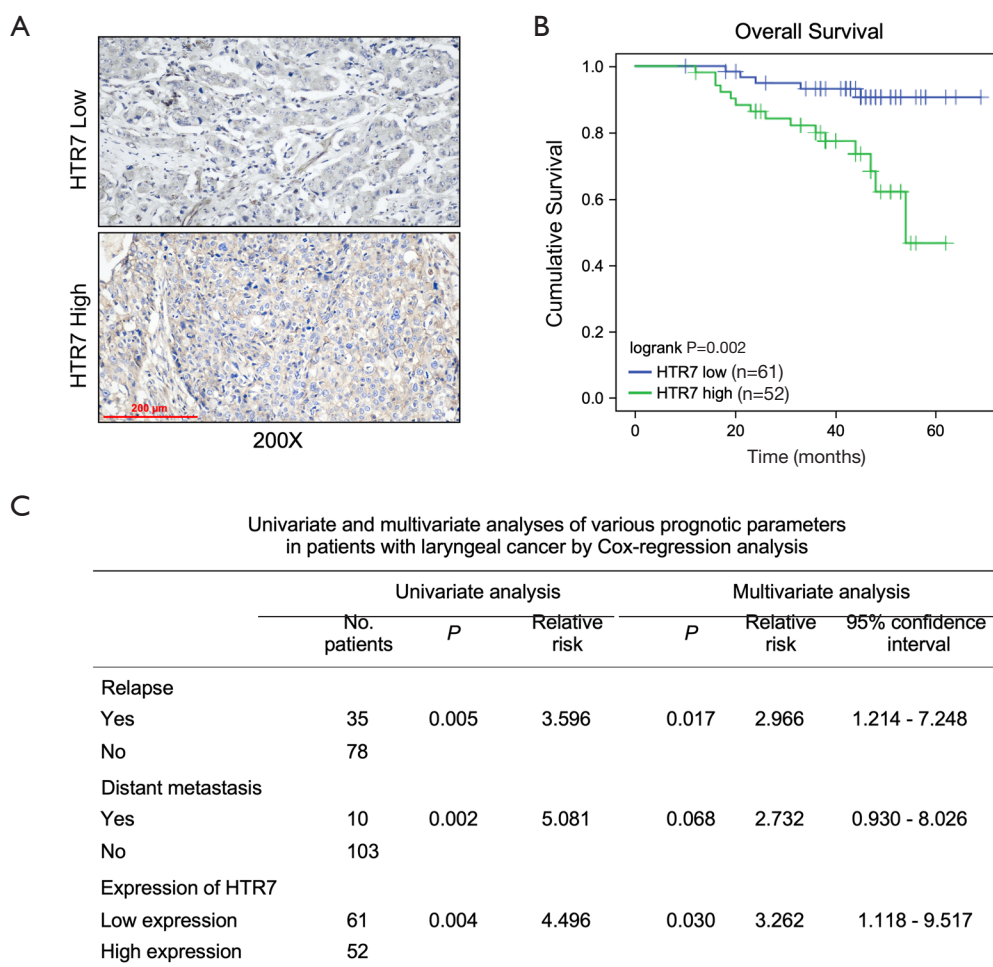 A
HTR7 Low
HTR7 High
200 µm
200X
B
Overall Survival
Cumulative Survival
1.0
0.8
0.6
0.4
0.2
0.0
logrank P=0.002
HTR7 low (n=61)
HTR7 high (n=52)
0 20 40 60
Time (months)
C
Univariate and multivariate analyses of various prognotic parameters
in patients with laryngeal cancer by Cox-regression analysis
Univariate analysis Multivariate analysis
No. patients P Relative risk P Relative risk 95% confidence interval
Relapse
Yes 35 0.005 3.596 0.017 2.966 1.214 - 7.248
No 78
Distant metastasis
Yes 10 0.002 5.081 0.068 2.732 0.930 - 8.026
No 103
Expression of HTR7
Low expression 61 0.004 4.496 0.030 3.262 1.118 - 9.517
High expression 52